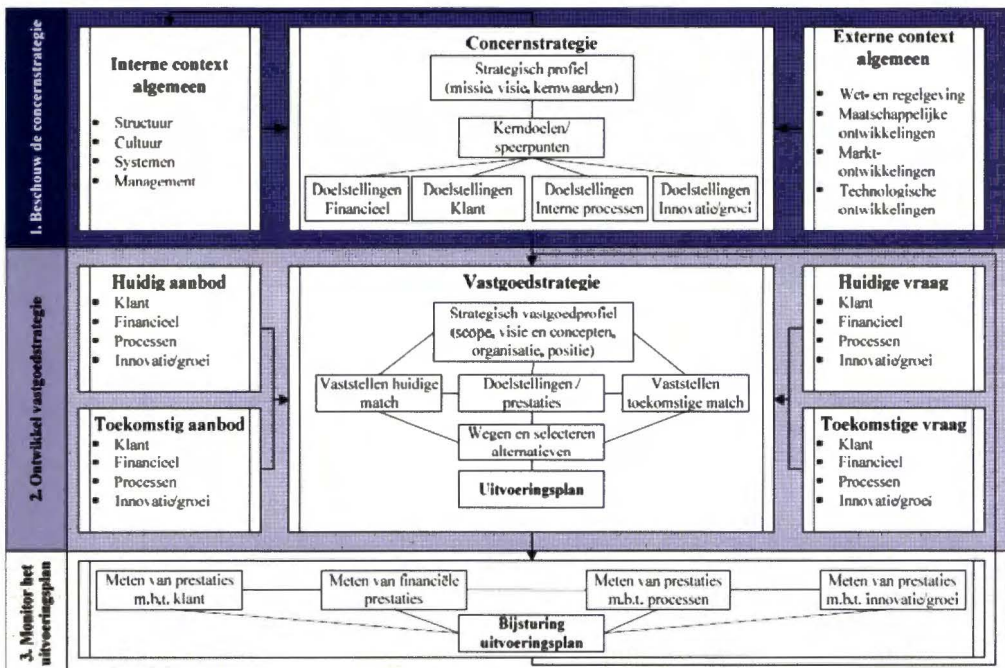 1. Beschouw de concernstrategie
Interne context
algemeen
Structuur
Cultuur
Systemen
Management
Concernstrategie
Strategisch profiel
(missie, visie, kernwaarden)
Kerndoelen/
speerpunten
Doelstellingen
Financieel
Doelstellingen
Klant
Doelstellingen
Interne processen
Doelstellingen
Innovatie/groei
Externe context
algemeen
Wet- en regelgeving
Maatschappelijke
ontwikkelingen
Markt-
ontwikkelingen
Technologische
ontwikkelingen
2. Ontwikkel vastgoedstrategie
Huidig aanbod
Klant
Financieel
Processen
Innovatie/groei
Toekomstig aanbod
Klant
Financieel
Processen
Innovatie/groei
Vastgoedstrategie
Strategisch vastgoedprofiel
(scope, visie en concepten,
organisatie, positie)
Vaststellen huidige
match
Doelstellingen /
prestaties
Vaststellen
toekomstige match
Wegen en selecteren
alternatieven
Uitvoeringsplan
Huidige vraag
Klant
Financieel
Processen
Innovatie/groei
Toekomstige vraag
Klant
Financieel
Processen
Innovatie/groei
3. Monitor het
uitvoeringsplan
Meten van prestaties
m.b.t. klant
Meten van financiële
prestaties
Meten van prestaties
m.b.t. processen
Meten van prestaties
m.b.t. innovatie/groei
Bijsturing
uitvoeringsplan